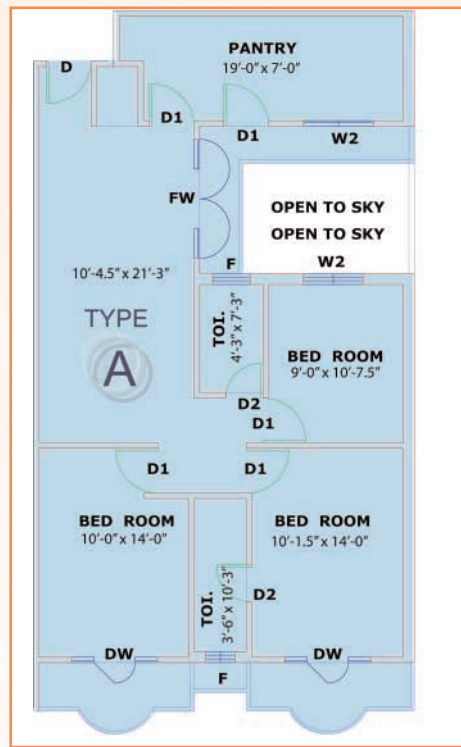 PANTRY
19'-0" x 7'-0"
D
D1
D1
W2
FW
OPEN TO SKY
OPEN TO SKY
F
W2
10'-4.5" x 21'-3"
TYPE
A
TOI.
4'-3" x 7'-3"
BED ROOM
9'-0" x 10'-7.5"
D2
D1
D1
D1
BED ROOM
10'-0" x 14'-0"
BED ROOM
10'-1.5" x 14'-0"
TOI.
3'-6" x 10'-3"
D2
DW
DW
F